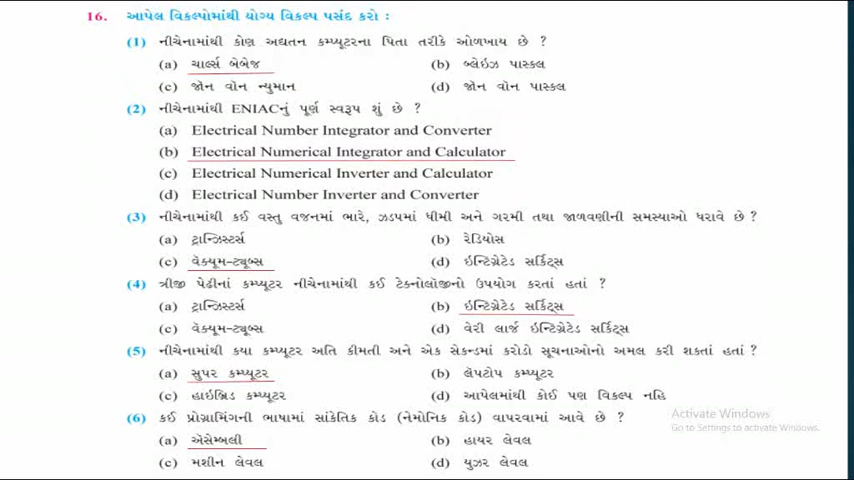 16. આપેલ વિકલ્પોમાંથી યોગ્ય વિકલ્પ પસંદ કરો :
(1) નીચેનામાંથી કોણ અદ્યતન કમ્પ્યૂટરના પિતા તરીકે ઓળખાય છે ?
(a) ચાર્લ્સ બેબેજ (b) બ્લેઇઝ પાસ્કલ
(c) જૉન વૉન ન્યુમાન (d) જૉન વૉન પાસ્કલ
(2) નીચેનામાંથી ENIACનું પૂર્ણ સ્વરૂપ શું છે ?
(a) Electrical Number Integrator and Converter
(b) Electrical Numerical Integrator and Calculator
(c) Electrical Numerical Inverter and Calculator
(d) Electrical Number Inverter and Converter
(3) નીચેનામાંથી કઈ વસ્તુ વજનમાં ભારે, ઝડપમાં ધીમી અને ગરમી તથા જાળવણીની સમસ્યાઓ ધરાવે છે ?
(a) ટ્રાન્ઝિસ્ટર્સ (b) રેડિયોસ
(c) વૅક્યૂમ-ટ્યૂબ્સ (d) ઇન્ટિગ્રેટેડ સર્કિટ્સ
(4) ત્રીજી પેઢીનાં કમ્પ્યૂટર નીચેનામાંથી કઈ ટેક્નોલૉજીનો ઉપયોગ કરતાં હતાં ?
(a) ટ્રાન્ઝિસ્ટર્સ (b) ઇન્ટિગ્રેટેડ સર્કિટ્સ
(c) વૅક્યૂમ-ટ્યૂબ્સ (d) વેરી લાર્જ ઇન્ટિગ્રેટેડ સર્કિટ્સ
(5) નીચેનામાંથી કયા કમ્પ્યૂટર અતિ કીમતી અને એક સેકન્ડમાં કરોડો સૂચનાઓનો અમલ કરી શકતાં હતાં ?
(a) સુપર કમ્પ્યૂટર (b) લૅપટોપ કમ્પ્યૂટર
(c) હાઇબ્રિડ કમ્પ્યૂટર (d) આપેલમાંથી કોઈ પણ વિકલ્પ નહિ
(6) કઈ પ્રોગ્રામિંગની ભાષામાં સાંકેતિક કોડ (નેમોનિક કોડ) વાપરવામાં આવે છે ?
(a) ઍસેમ્બલી (b) હાયર લેવલ
(c) મશીન લેવલ (d) યુઝર લેવલ
Activate Windows
Go to Settings to activate Windows.